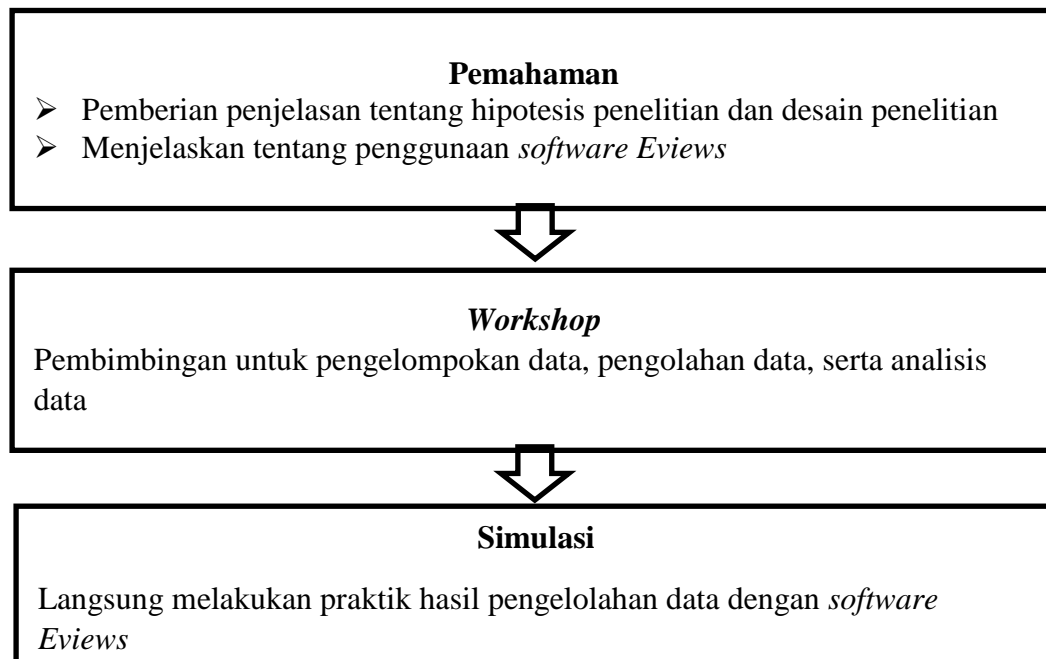 Pemahaman
➢ Pemberian penjelasan tentang hipotesis penelitian dan desain penelitian
➢ Menjelaskan tentang penggunaan software Eviews
Workshop
Pembimbingan untuk pengelompokan data, pengolahan data, serta analisis
data
Simulasi
Langsung melakukan praktik hasil pengelolahan data dengan software
Eviews